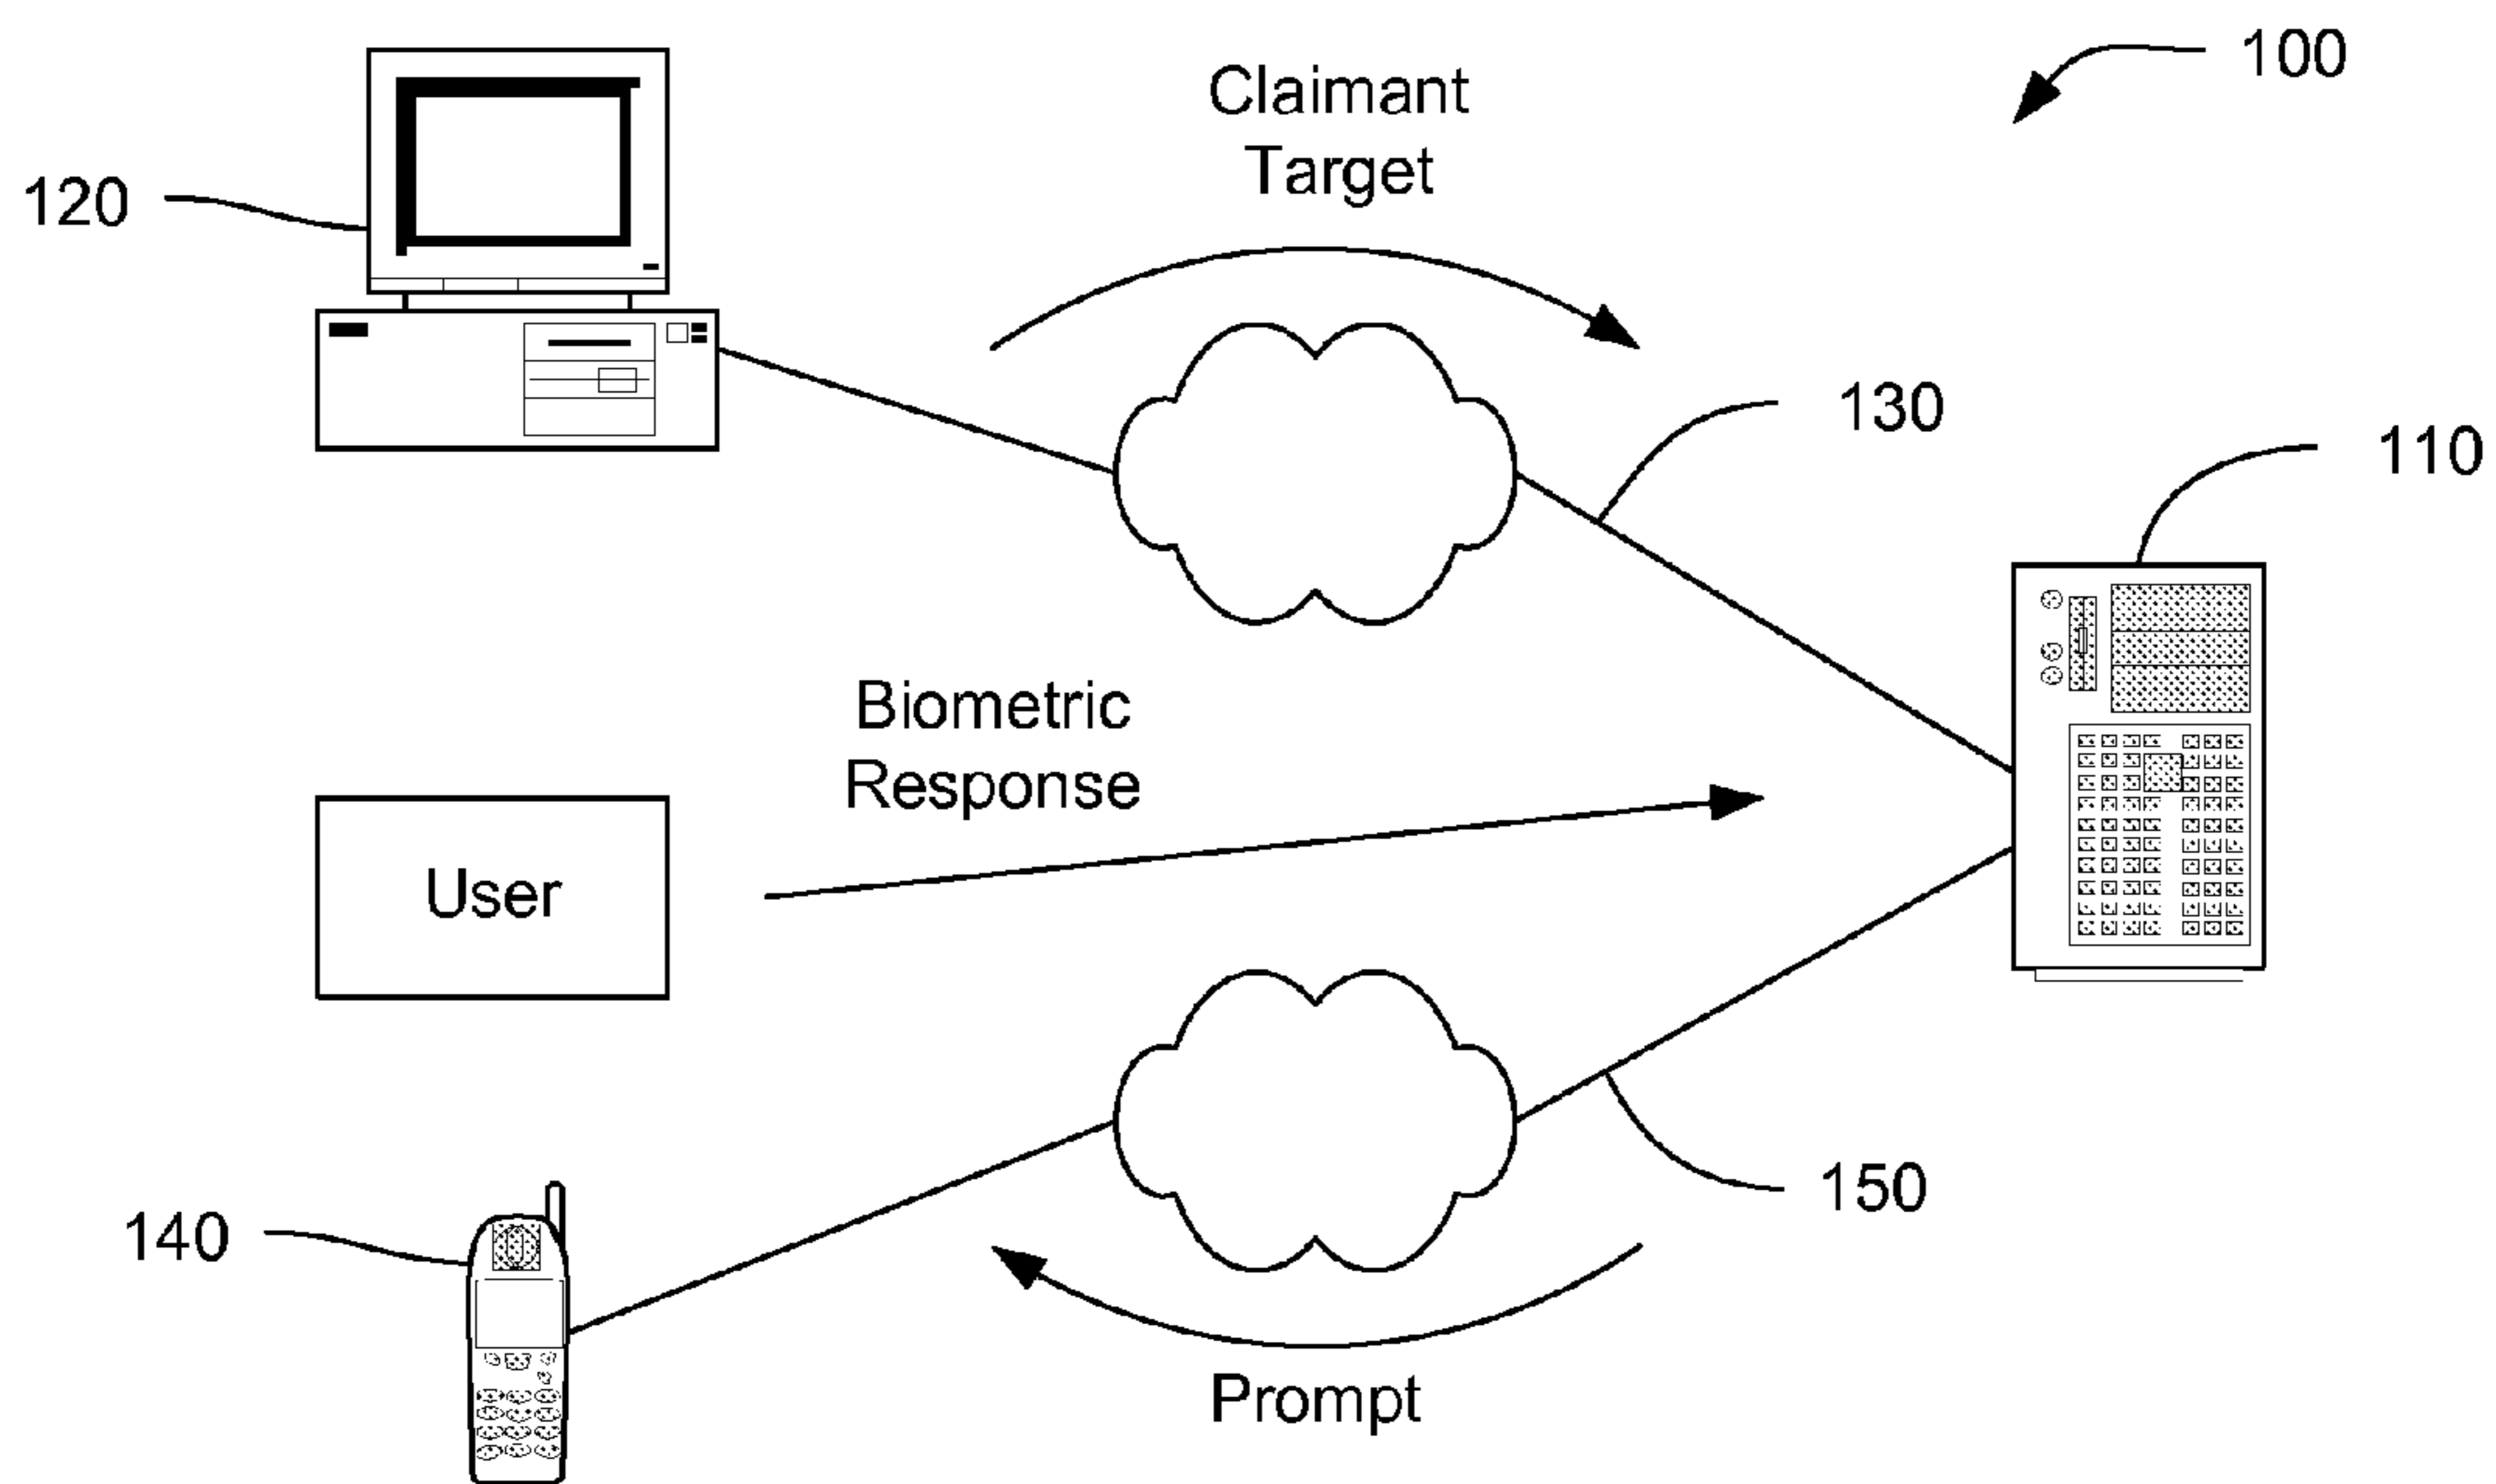 100
Claimant
Target
120
130
110
Biometric
Response
User
150
140
Prompt